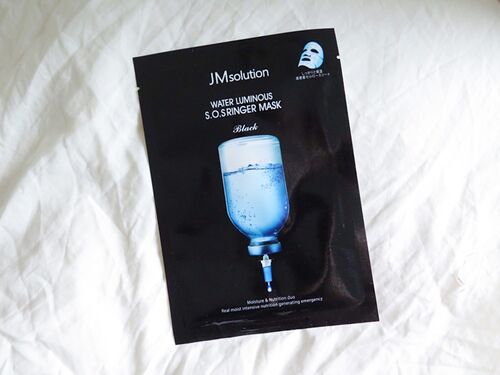 JMsolution
WATER LUMINOUS
S.O.S RINGER MASK
Black
Moisture & Nutrition duo
Real moist intensive nutrition generating emergency